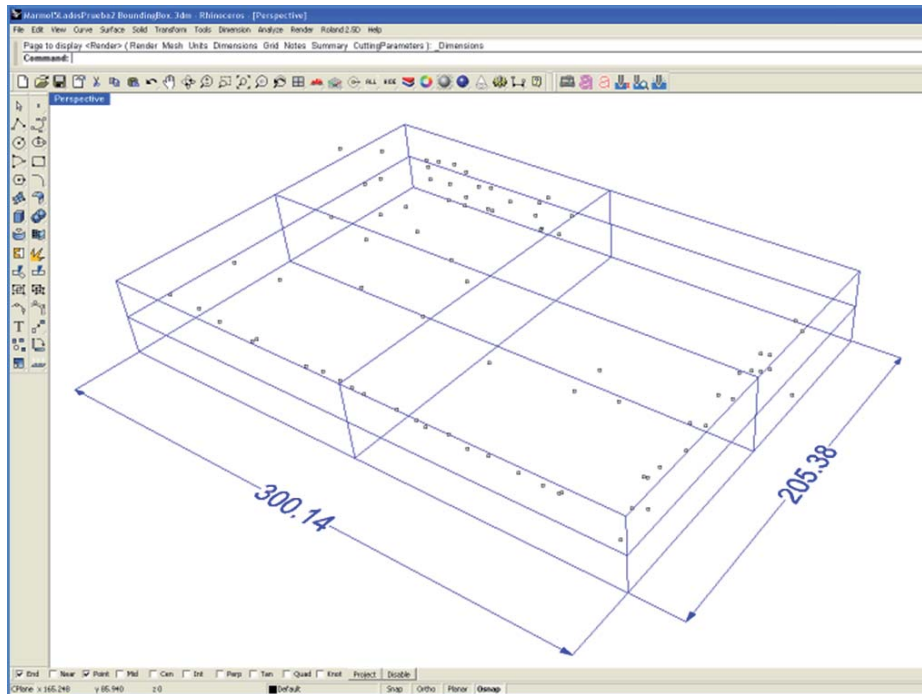 Marmol5LadosPrueba2 BoundingBox.3dm - Rhinoceros - [Perspective]
File Edit View Curve Surface Solid Transform Tools Dimension Analyze Render Roland 2.5D Help
Page to display <Render> ( Render Mesh Units Dimensions Grid Notes Summary CuttingParameters ): _Dimensions
Command:
Perspective
300.14
205.38
End Near Point Mid Cen Int Perp Tan Quad Knot Project Disable
CPlane x 165.248 y 85.940 z 0 Default Snap Ortho Planar Osnap